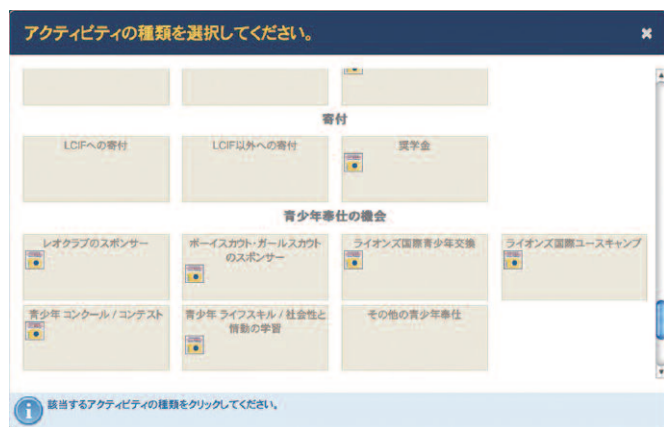 アクティビティの種類を選択してください。
寄付
LCIFへの寄付
LCIF以外への寄付
奨学金
青少年奉仕の機会
レオクラブのスポンサー
ボーイスカウト・ガールスカウト
のスポンサー
ライオンズ国際青少年交換
ライオンズ国際ユースキャンプ
青少年 コンクール / コンテスト
青少年 ライフスキル / 社会性と
情動の学習
その他の青少年奉仕
該当するアクティビティの種類をクリックしてください。